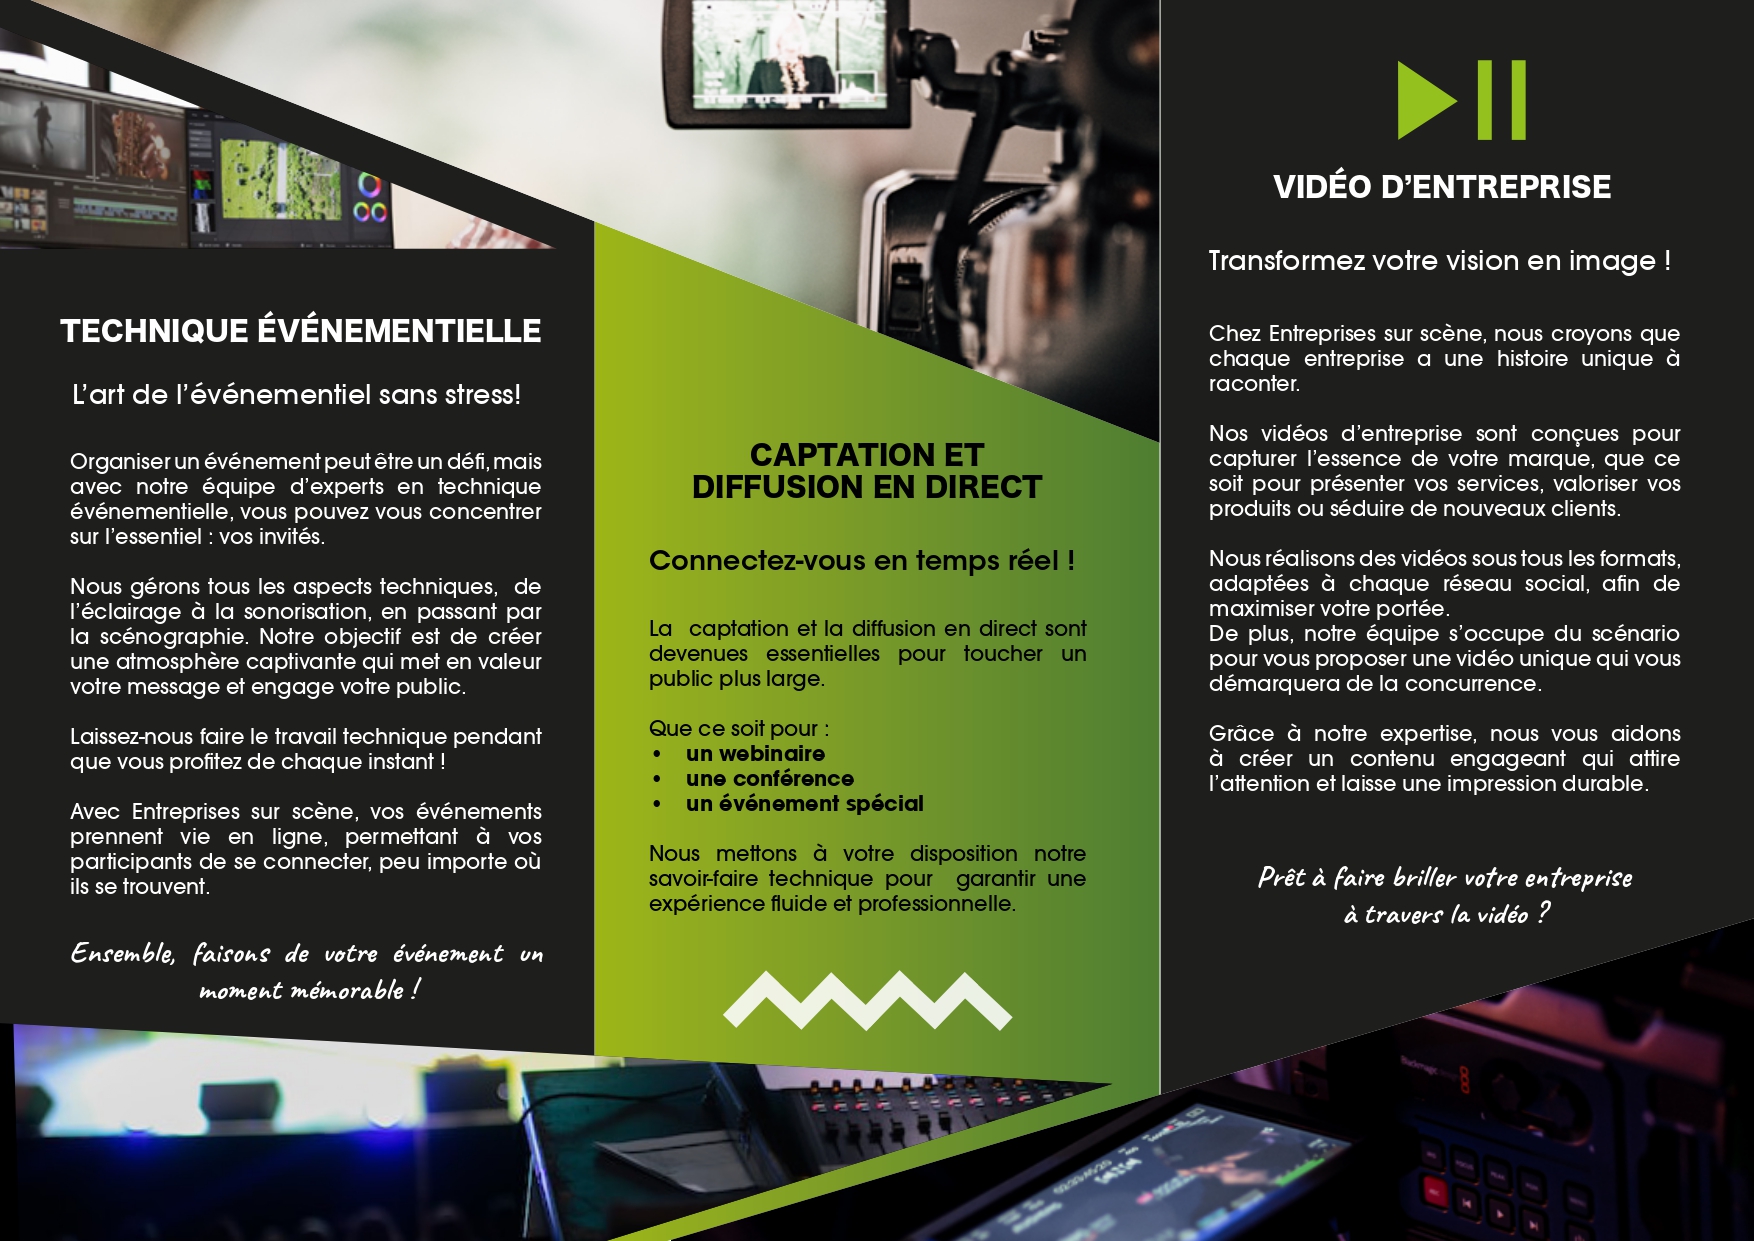 TECHNIQUE ÉVÉNEMENTIELLE
L’art de l’événementiel sans stress!
Organiser un événement peut être un défi, mais
avec notre équipe d’experts en technique
événementielle, vous pouvez vous concentrer
sur l’essentiel : vos invités.
Nous gérons tous les aspects techniques, de
l’éclairage à la sonorisation, en passant par
la scénographie. Notre objectif est de créer
une atmosphère captivante qui met en valeur
votre message et engage votre public.
Laissez-nous faire le travail technique pendant
que vous profitez de chaque instant !
Avec Entreprises sur scène, vos événements
prennent vie en ligne, permettant à vos
participants de se connecter, peu importe où
ils se trouvent.
Ensemble, faisons de votre événement un
moment mémorable !
CAPTATION ET
DIFFUSION EN DIRECT
Connectez-vous en temps réel !
La captation et la diffusion en direct sont
devenues essentielles pour toucher un
public plus large.
Que ce soit pour :
• un webinaire
• une conférence
• un événement spécial
Nous mettons à votre disposition notre
savoir-faire technique pour garantir une
expérience fluide et professionnelle.
VIDÉO D’ENTREPRISE
Transformez votre vision en image !
Chez Entreprises sur scène, nous croyons que
chaque entreprise a une histoire unique à
raconter.
Nos vidéos d’entreprise sont conçues pour
capturer l’essence de votre marque, que ce
soit pour présenter vos services, valoriser vos
produits ou séduire de nouveaux clients.
Nous réalisons des vidéos sous tous les formats,
adaptées à chaque réseau social, afin de
maximiser votre portée.
De plus, notre équipe s’occupe du scénario
pour vous proposer une vidéo unique qui vous
démarquera de la concurrence.
Grâce à notre expertise, nous vous aidons
à créer un contenu engageant qui attire
l’attention et laisse une impression durable.
Prêt à faire briller votre entreprise
à travers la vidéo ?
Blackmagic
REC